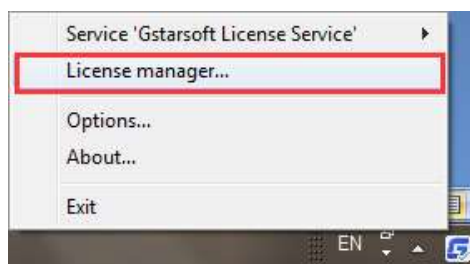 Service 'Gstarsoft License Service'
License manager...
Options...
About...
Exit
EN